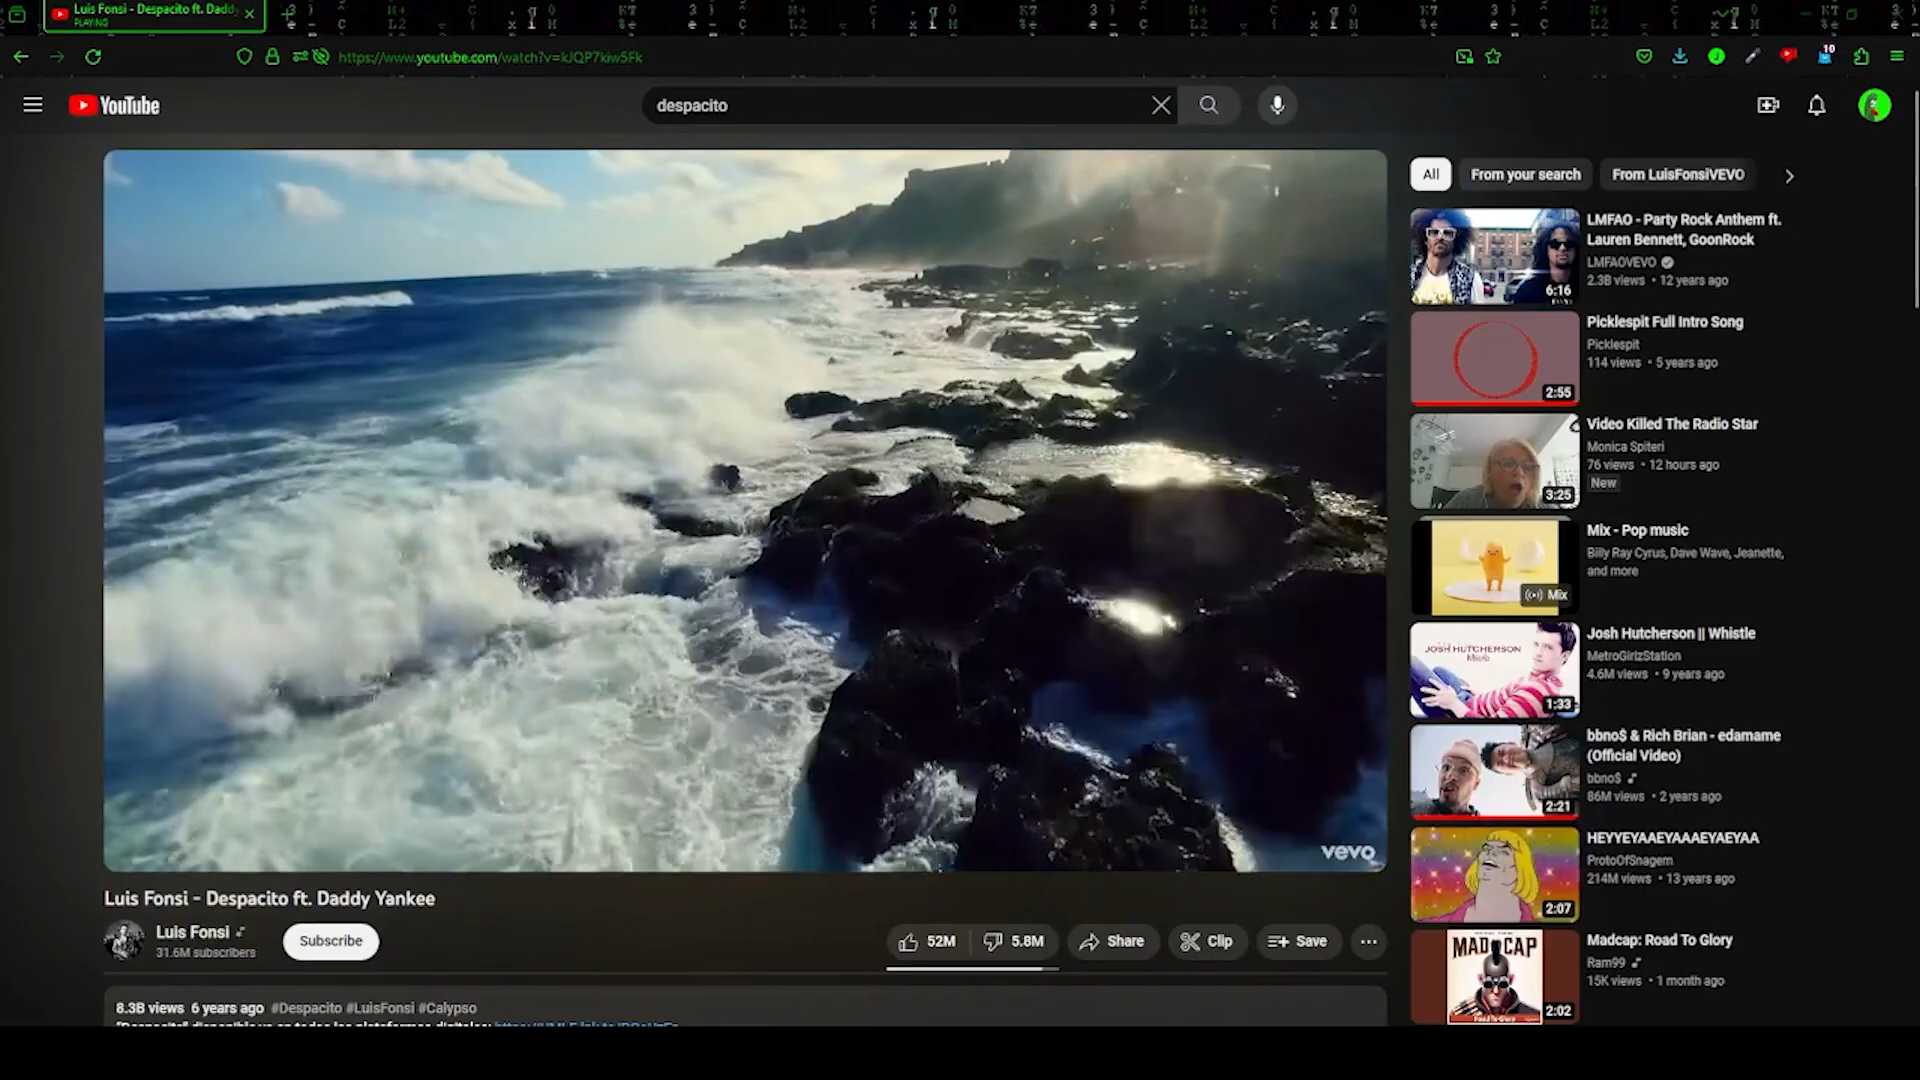 Luis Fonsi - Despacito ft. Dadd
PLAYING
https://www.youtube.com/watch?v=kJQP7kiw5Fk
10
YouTube
despacito
All
From your search
From LuisFonsiVEVO
LMFAO - Party Rock Anthem ft.
Lauren Bennett, GoonRock
LMFAOVEVO
2.3B views • 12 years ago
6:16
Picklespit Full Intro Song
Picklespit
114 views • 5 years ago
2:55
Video Killed The Radio Star
Monica Spiteri
76 views • 12 hours ago
New
3:25
Mix - Pop music
Billy Ray Cyrus, Dave Wave, Jeanette,
and more
Mix
Josh Hutcherson || Whistle
MetroGirlzStation
4.6M views • 9 years ago
JOSH HUTCHERSON
1:33
bbno$ & Rich Brian - edamame
(Official Video)
bbno$
86M views • 2 years ago
2:21
HEYYEYAAEYAAAEYAEYAA
ProtoOfSnagem
214M views • 13 years ago
2:07
Madcap: Road To Glory
Ram99
15K views • 1 month ago
MADCAP
Road To Glory
2:02
vevo
Luis Fonsi - Despacito ft. Daddy Yankee
Luis Fonsi
31.6M subscribers
Subscribe
52M
5.8M
Share
Clip
Save
8.3B views 6 years ago #Despacito #LuisFonsi #Calypso